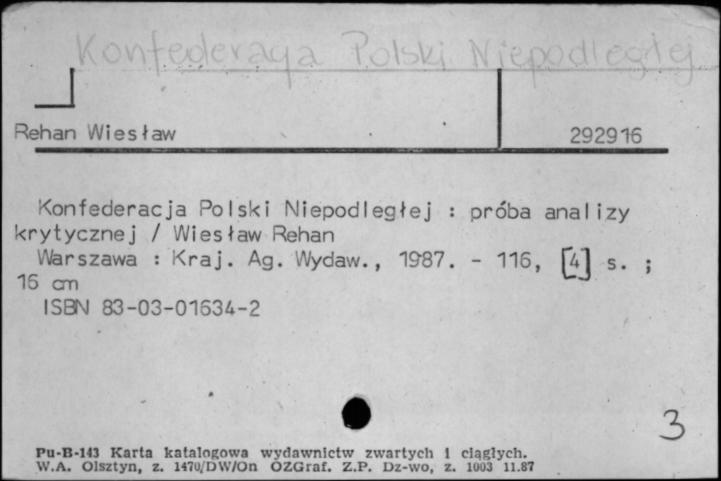 Konfederacja Polski Niepodległej
Rehan Wiesław 292916
Konfederacja Polski Niepodległej : próba analizy
krytycznej / Wiesław Rehan
Warszawa : Kraj. Ag. Wydaw., 1987. - 116, [4] s. ;
16 cm
ISBN 83-03-01634-2
3
Pu-B-143 Karta katalogowa wydawnictw zwartych i ciągłych.
W.A. Olsztyn, z. 1470/DW/On OZGraf. Z.P. Dz-wo, z. 1003 11.87